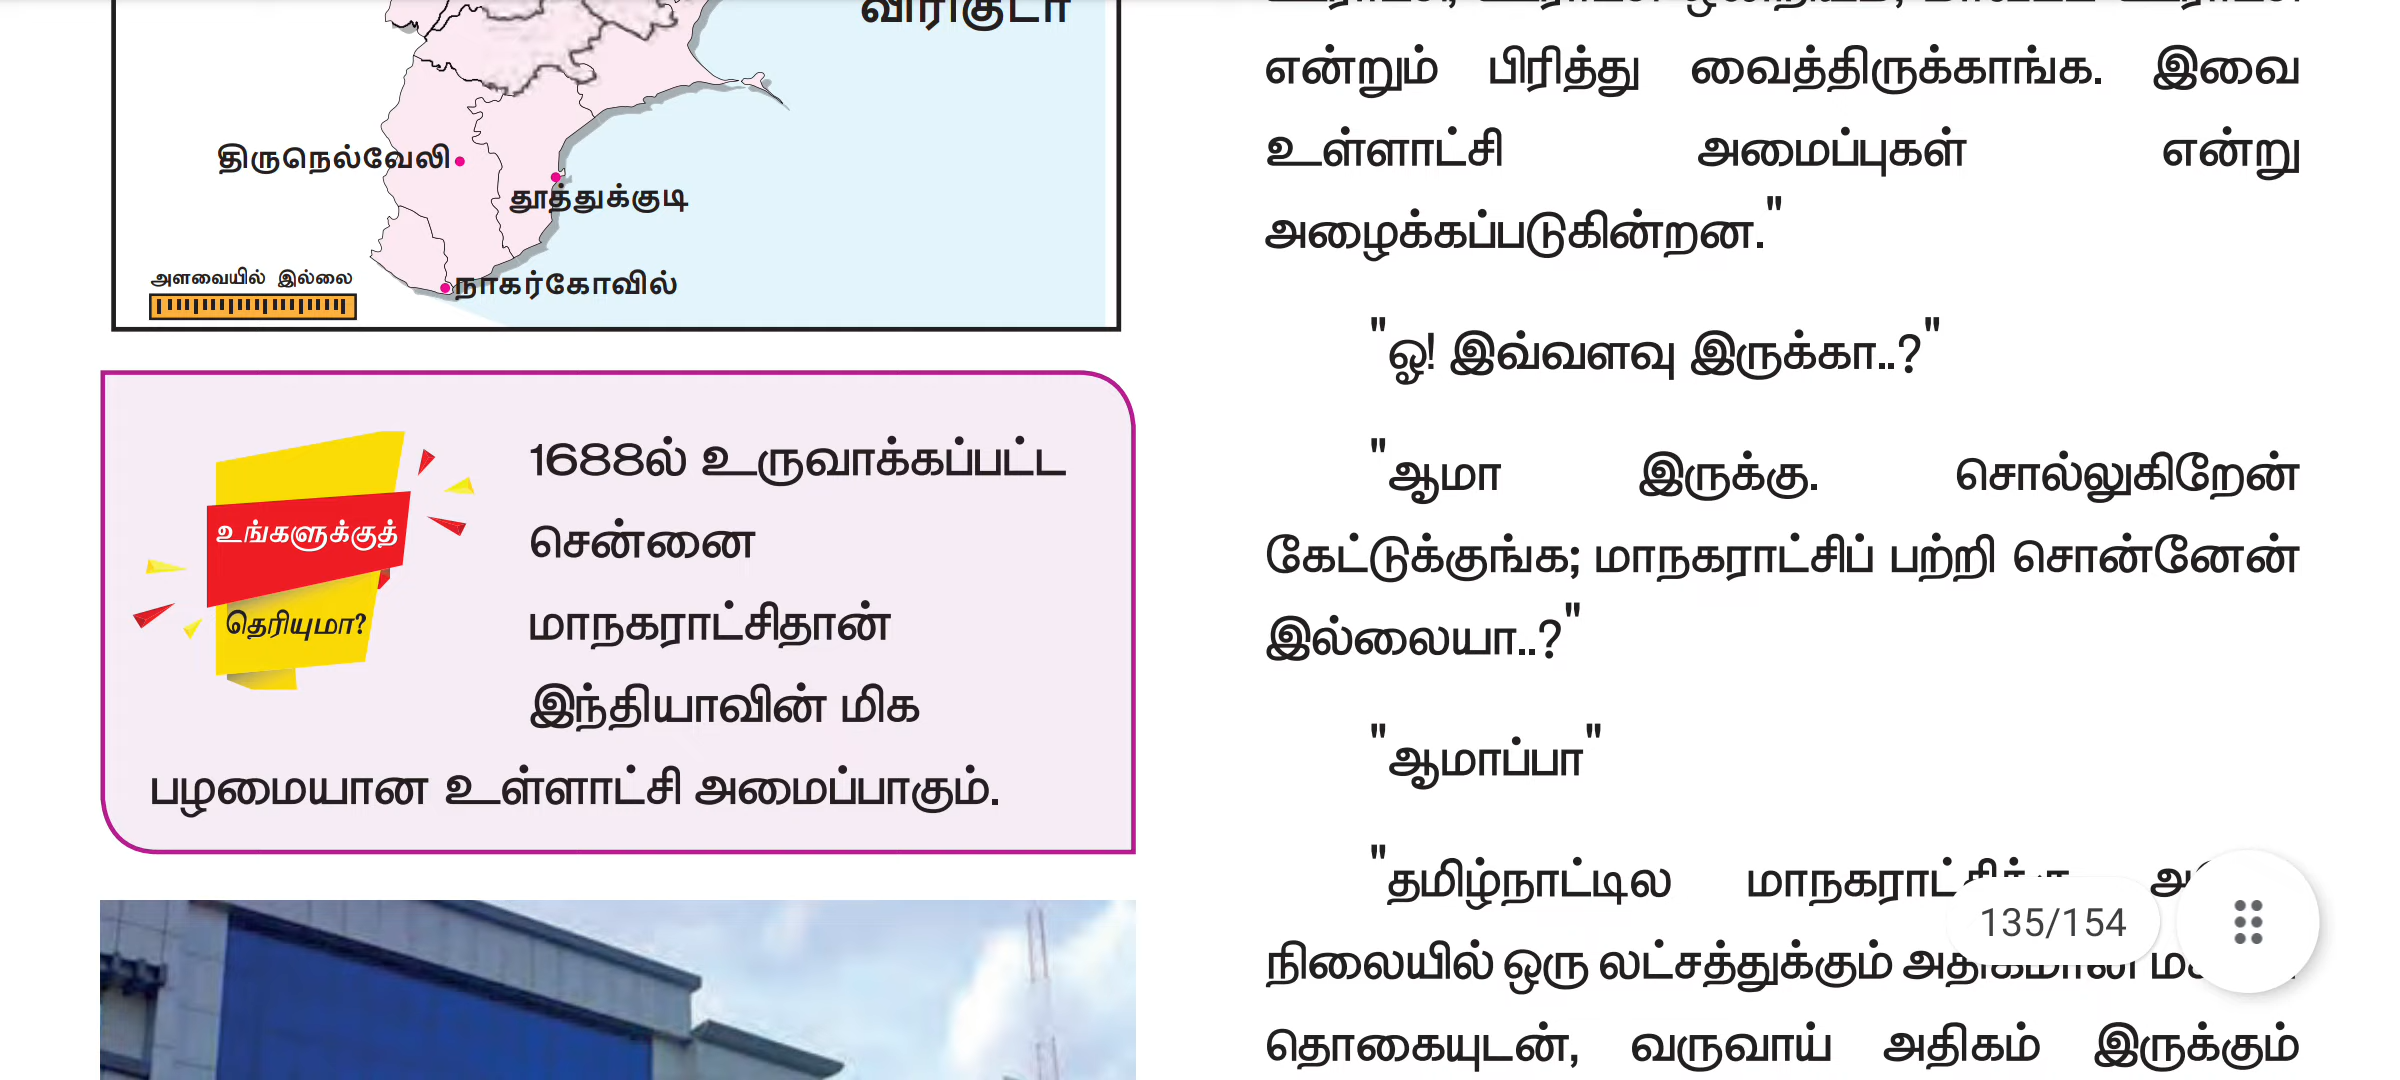 திருநெல்வேலி
தூத்துக்குடி
நாகர்கோவில்
அளவையில் இல்லை
உங்களுக்குத்
தெரியுமா?
1688ல் உருவாக்கப்பட்ட
சென்னை
மாநகராட்சிதான்
இந்தியாவின் மிக
பழமையான உள்ளாட்சி அமைப்பாகும்.
என்றும் பிரித்து வைத்திருக்காங்க. இவை
உள்ளாட்சி அமைப்புகள் என்று
அழைக்கப்படுகின்றன."
"ஓ! இவ்வளவு இருக்கா..?"
"ஆமா இருக்கு. சொல்லுகிறேன்
கேட்டுக்குங்க; மாநகராட்சிப் பற்றி சொன்னேன்
இல்லையா..?"
"ஆமாப்பா"
"தமிழ்நாட்டில
நிலையில் ஒரு லட்சத்துக்கும்
தொகையுடன், வருவாய் அதிகம் இருக்கும்
135/154